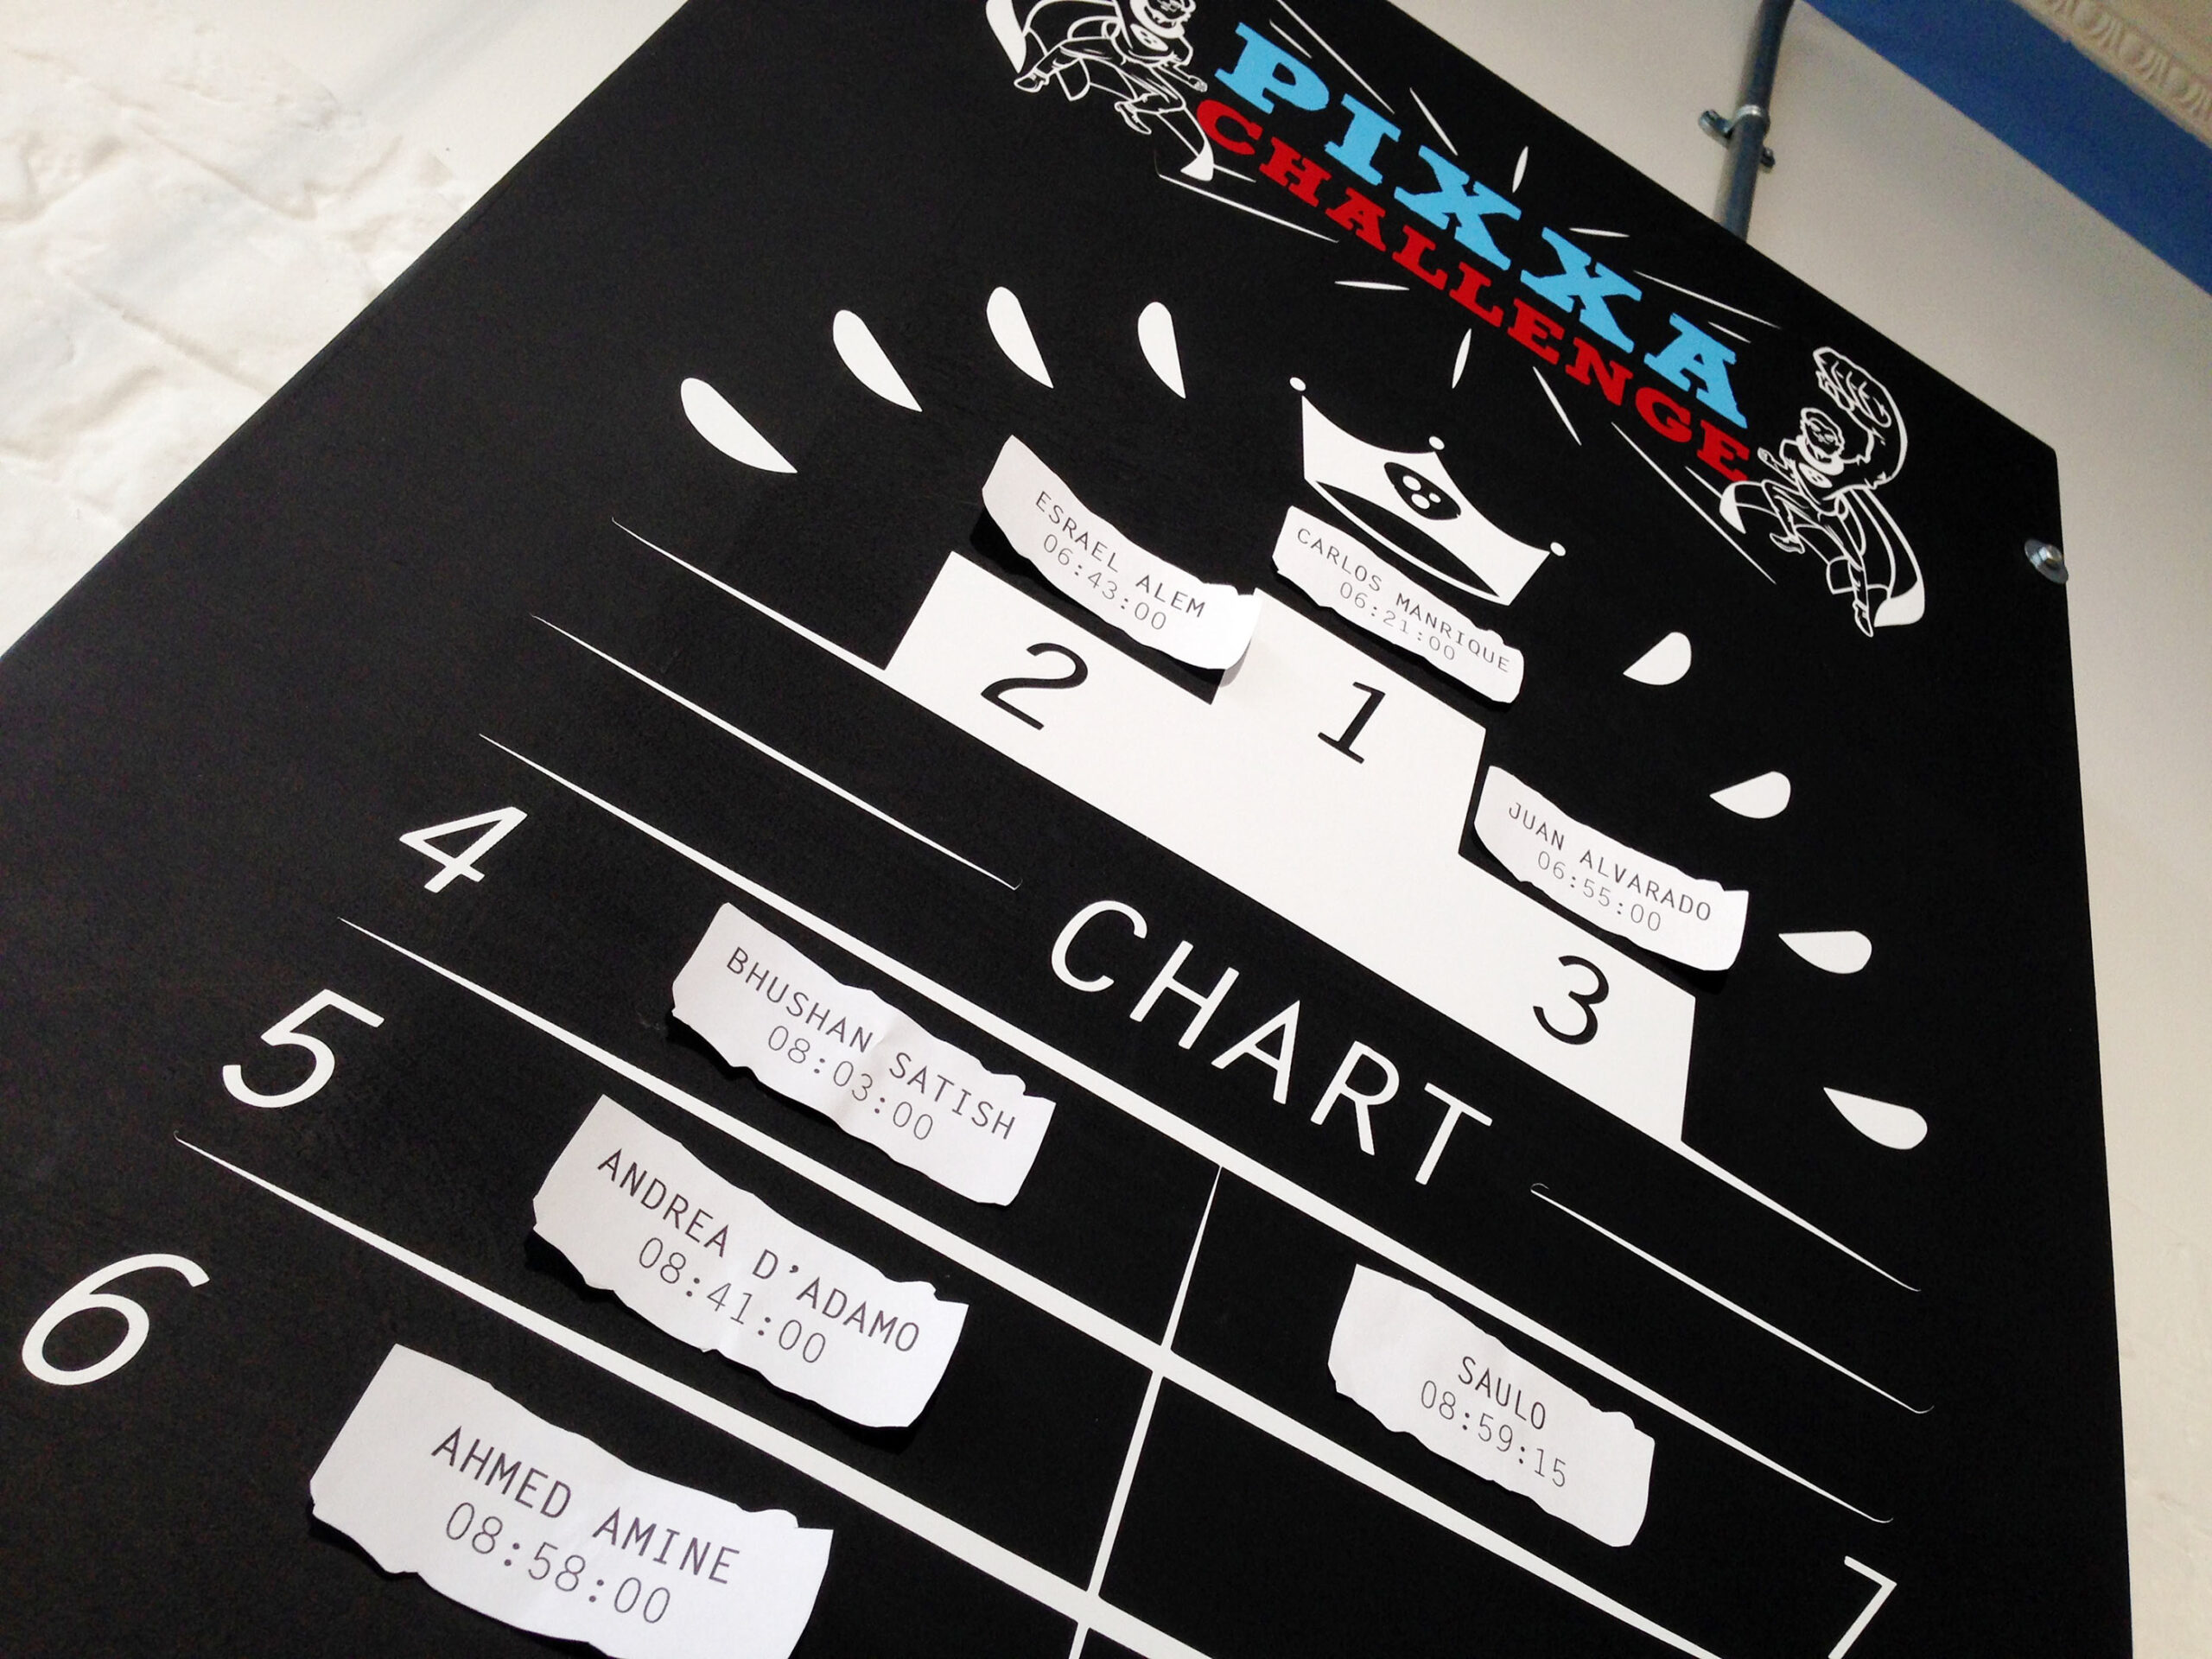 PIXXA
CHALLENGE
ESRAEL ALEM
06:43:00
CARLOS MANRIQUE
06:21:00
2
1
JUAN ALVARADO
06:55:00
3
CHART
4
BHUSHAN SATISH
08:03:00
5
ANDREA D'ADAMO
08:41:00
6
AHMED AMINE
08:58:00
SAULO
08:59:15
7